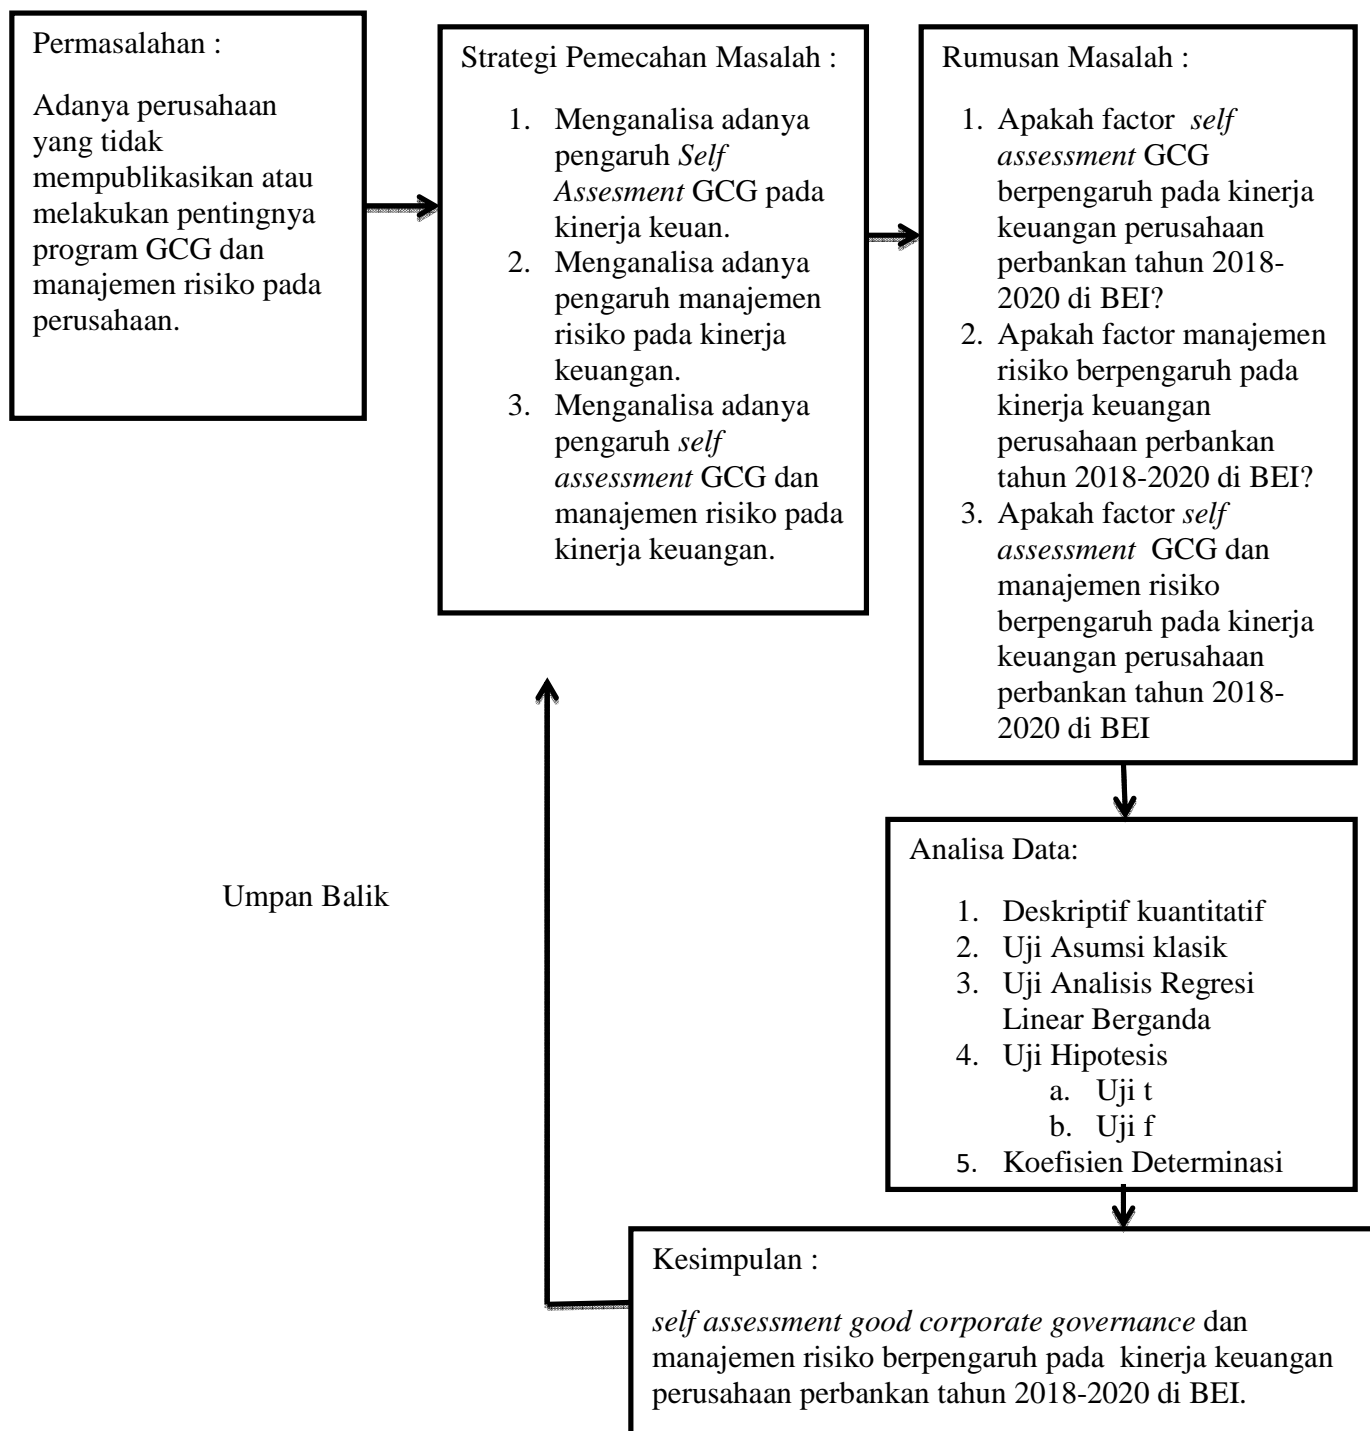 Permasalahan :
Adanya perusahaan
yang tidak
mempublikasikan atau
melakukan pentingnya
program GCG dan
manajemen risiko pada
perusahaan.
Strategi Pemecahan Masalah :
1. Menganalisa adanya
pengaruh Self
Assesment GCG pada
kinerja keuan.
2. Menganalisa adanya
pengaruh manajemen
risiko pada kinerja
keuangan.
3. Menganalisa adanya
pengaruh self
assessment GCG dan
manajemen risiko pada
kinerja keuangan.
Rumusan Masalah :
1. Apakah factor self
assessment GCG
berpengaruh pada kinerja
keuangan perusahaan
perbankan tahun 2018-
2020 di BEI?
2. Apakah factor manajemen
risiko berpengaruh pada
kinerja keuangan
perusahaan perbankan
tahun 2018-2020 di BEI?
3. Apakah factor self
assessment GCG dan
manajemen risiko
berpengaruh pada kinerja
keuangan perusahaan
perbankan tahun 2018-
2020 di BEI
Umpan Balik
Analisa Data:
1. Deskriptif kuantitatif
2. Uji Asumsi klasik
3. Uji Analisis Regresi
Linear Berganda
4. Uji Hipotesis
a. Uji t
b. Uji f
5. Koefisien Determinasi
Kesimpulan :
self assessment good corporate governance dan
manajemen risiko berpengaruh pada kinerja keuangan
perusahaan perbankan tahun 2018-2020 di BEI.